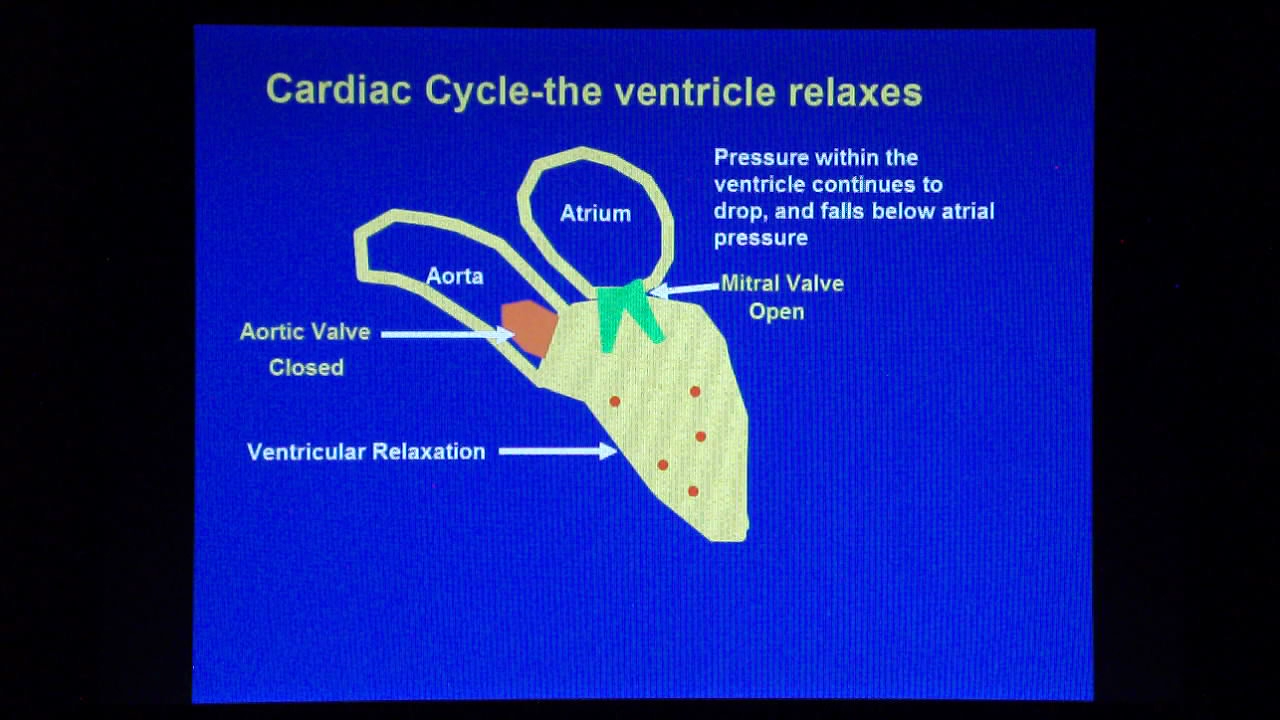 Cardiac Cycle-the ventricle relaxes
Pressure within the
ventricle continues to
drop, and falls below atrial
pressure
Atrium
Aorta
Mitral Valve
Open
Aortic Valve
Closed
Ventricular Relaxation